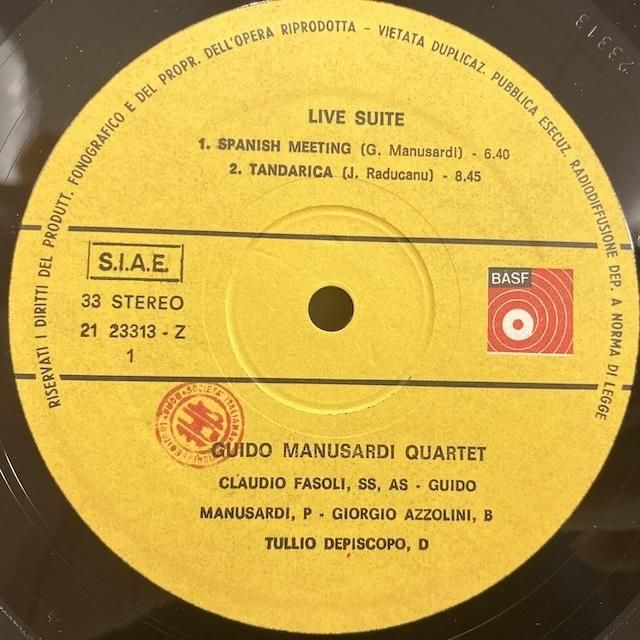 RISERVATI I DIRITTI DEL PRODUTT. FONOGRAFICO E DEL PROPR. DELL'OPERA RIPRODOTTA - VIETATA DUPLICAZ. PUBBLICA ESECUZ. RADIODIFFUSIONE DEP. A NORMA DI LEGGE
23313
LIVE SUITE
1. SPANISH MEETING (G. Manusardi) - 6.40
2. TANDARICA (J. Raducanu) - 8.45
S.I.A.E.
BASF
33 STEREO
21 23313 - Z
1
GUIDO MANUSARDI QUARTET
CLAUDIO FASOLI, SS, AS - GUIDO
MANUSARDI, P - GIORGIO AZZOLINI, B
TULLIO DEPISCOPO, D